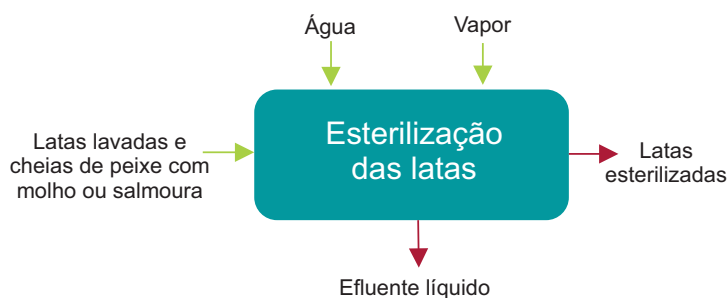 Água
Vapor
Latas lavadas e
cheias de peixe com
molho ou salmoura
Esterilização
das latas
Latas
esterilizadas
Efluente líquido